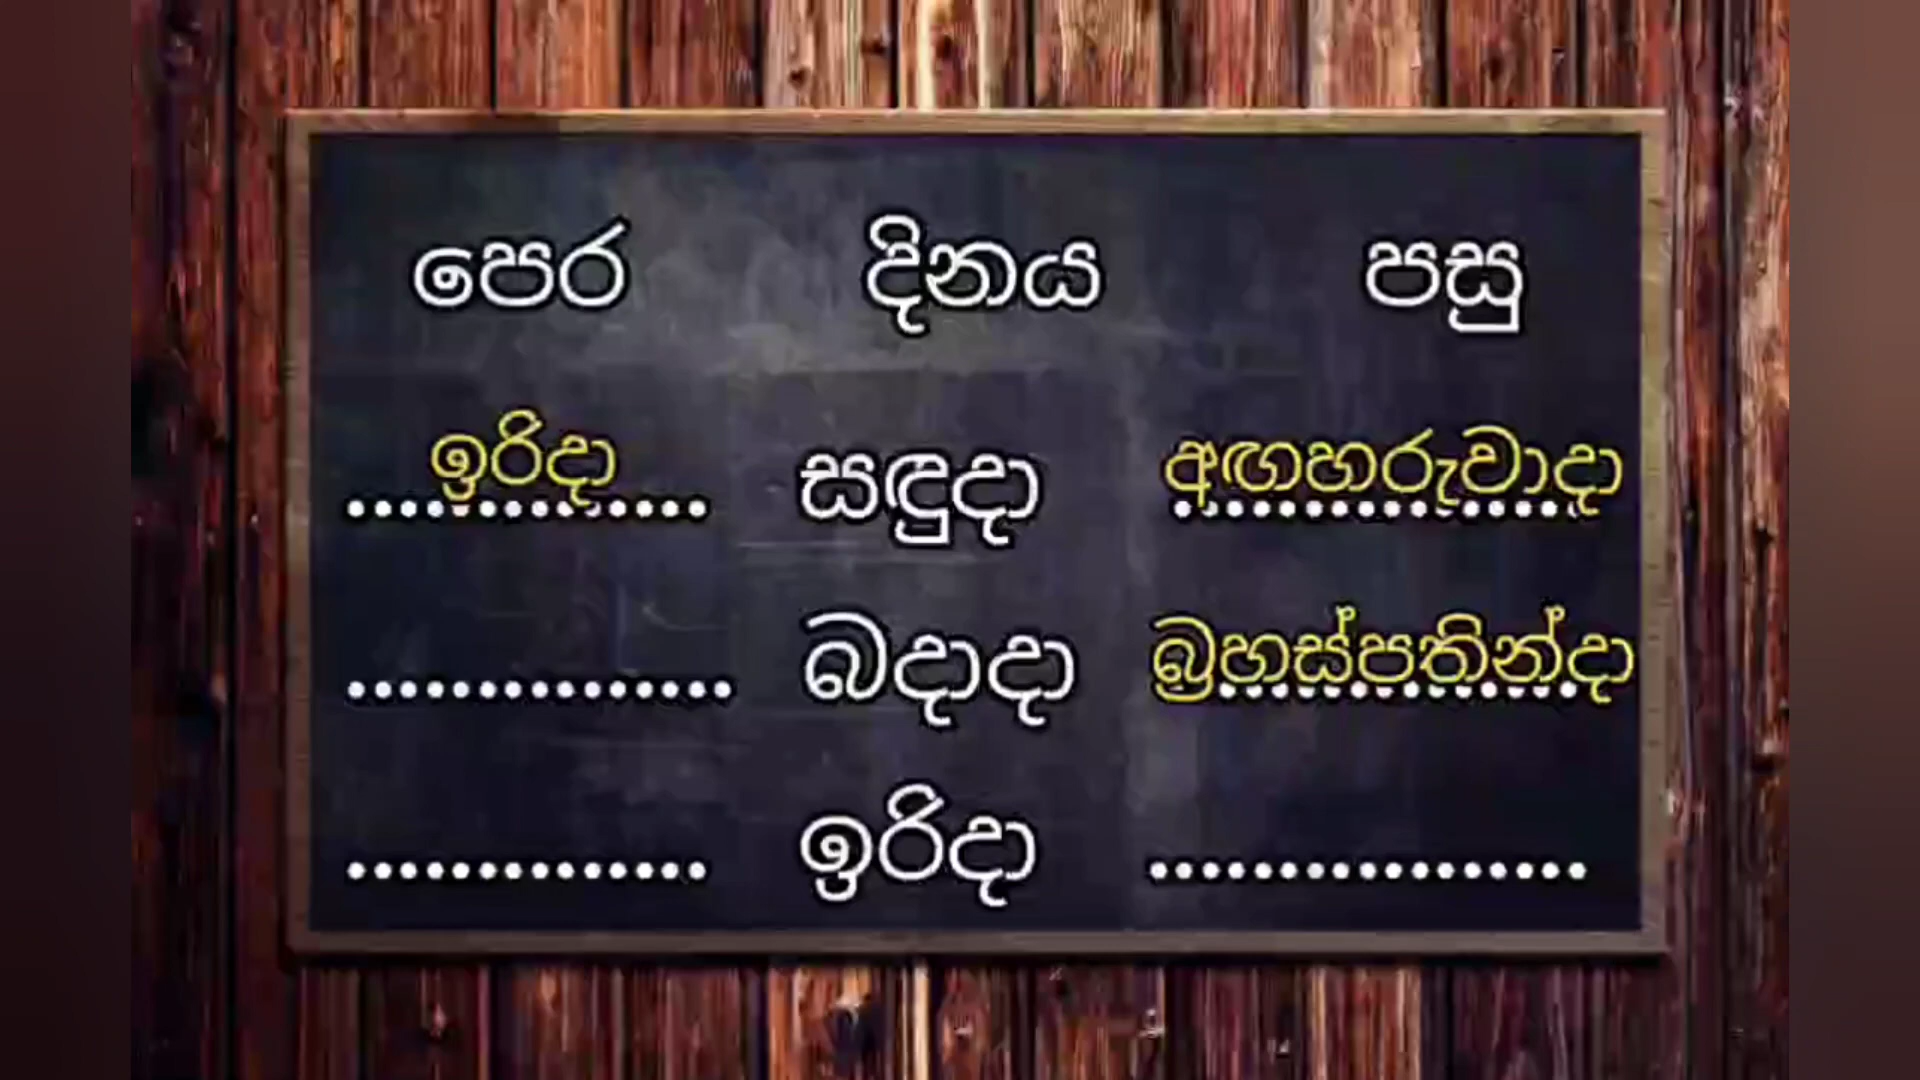 පෙර දිනය පසු
ඉරිදා සඳුදා අඟහරුවාදා
.............. බදාදා බ්‍රහස්පතින්දා
.............. ඉරිදා .................